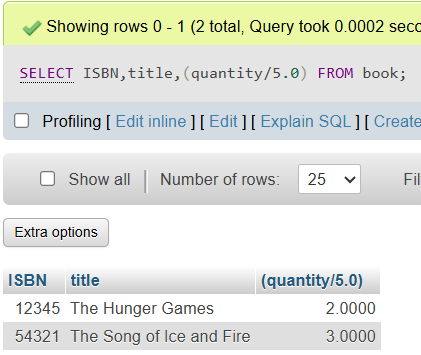 Showing rows 0 - 1 (2 total, Query took 0.0002 seco
SELECT ISBN,title,(quantity/5.0) FROM book;
Profiling [ Edit inline ] [ Edit ] [ Explain SQL ] [ Create
Show all Number of rows: 25 Fil
Extra options
ISBN title (quantity/5.0)
12345 The Hunger Games 2.0000
54321 The Song of Ice and Fire 3.0000